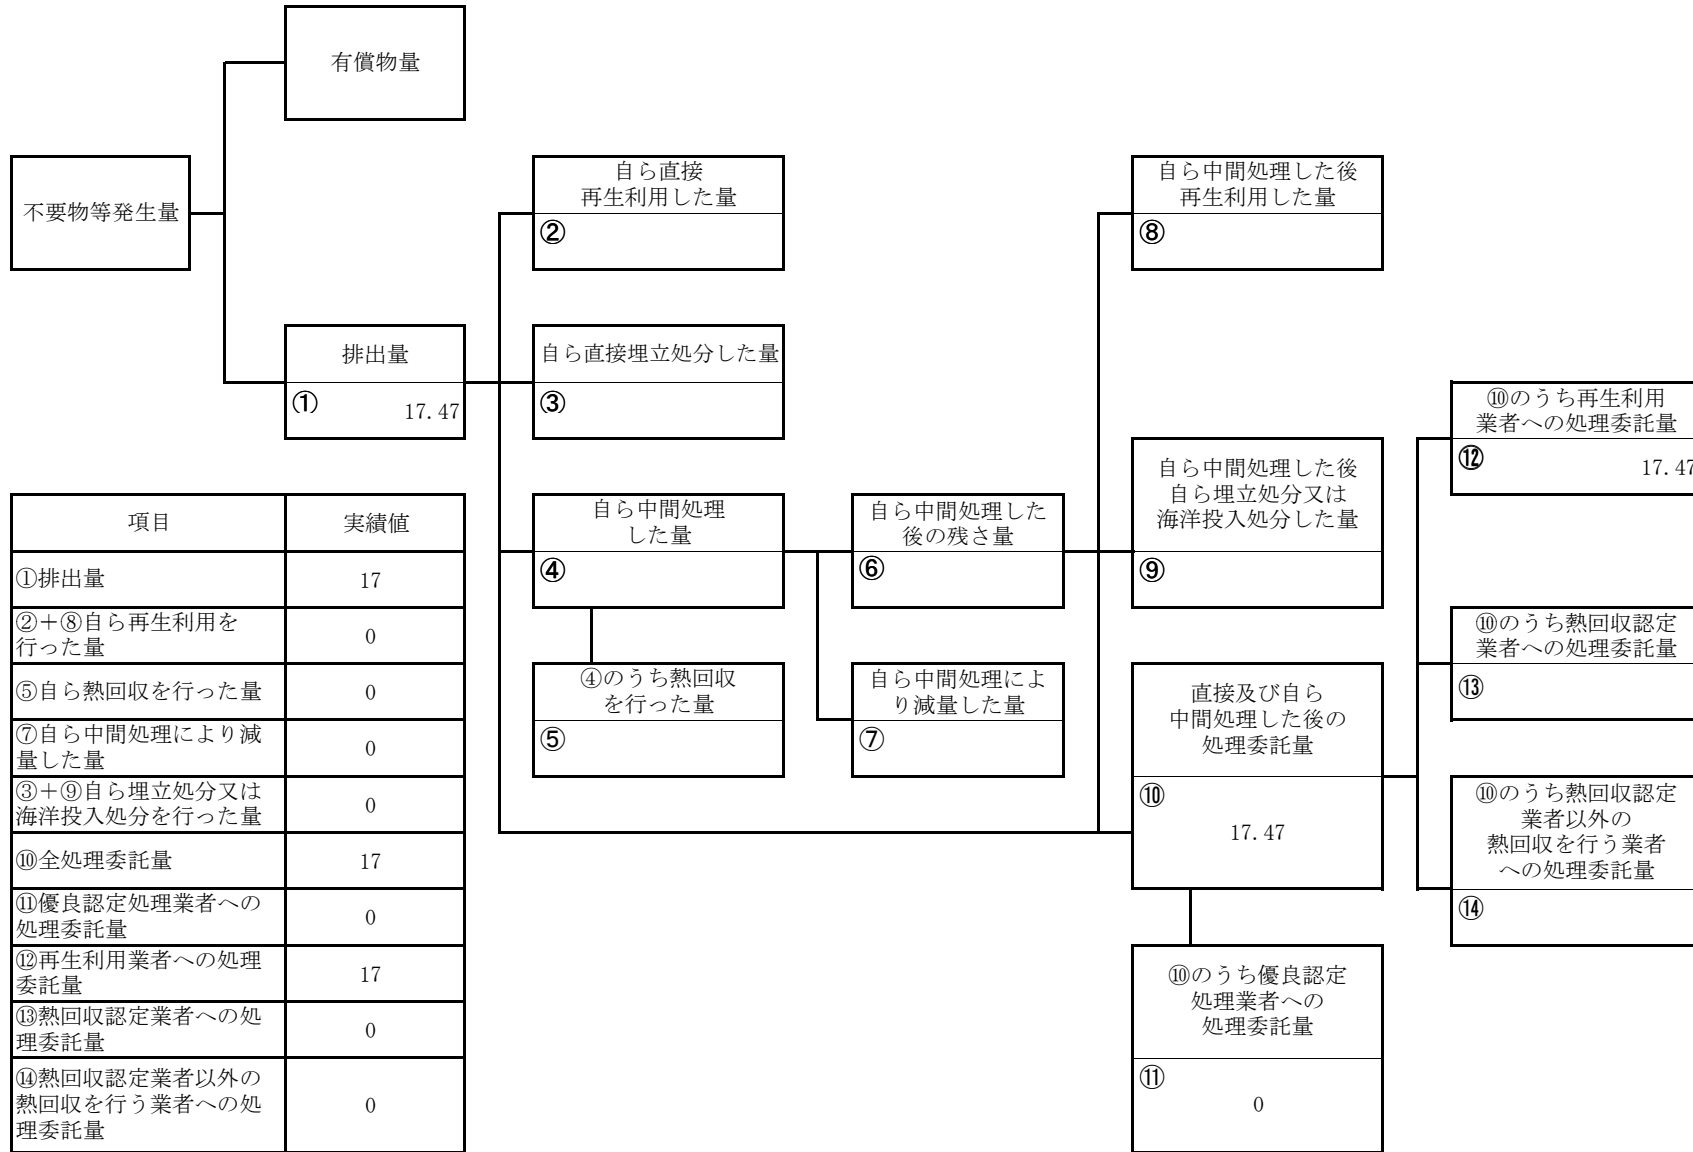 有償物量
不要物等発生量
自ら直接
再生利用した量
②
自ら中間処理した後
再生利用した量
⑧
排出量
① 17.47
自ら直接埋立処分した量
③
⑩のうち再生利用
業者への処理委託量
⑫ 17.47
自ら中間処理
した量
④
自ら中間処理した
後の残さ量
⑥
自ら中間処理した後
自ら埋立処分又は
海洋投入処分した量
⑨
⑩のうち熱回収認定
業者への処理委託量
⑬
④のうち熱回収
を行った量
⑤
自ら中間処理によ
り減量した量
⑦
直接及び自ら
中間処理した後の
処理委託量
⑩
17.47
⑩のうち熱回収認定
業者以外の
熱回収を行う業者
への処理委託量
⑭
⑩のうち優良認定
処理業者への
処理委託量
⑪
0
項目 実績値
①排出量 17
②＋⑧自ら再生利用を
行った量 0
⑤自ら熱回収を行った量 0
⑦自ら中間処理により減
量した量 0
③＋⑨自ら埋立処分又は
海洋投入処分を行った量 0
⑩全処理委託量 17
⑪優良認定処理業者への
処理委託量 0
⑫再生利用業者への処理
委託量 17
⑬熱回収認定業者への処
理委託量 0
⑭熱回収認定業者以外の
熱回収を行う業者への処
理委託量 0